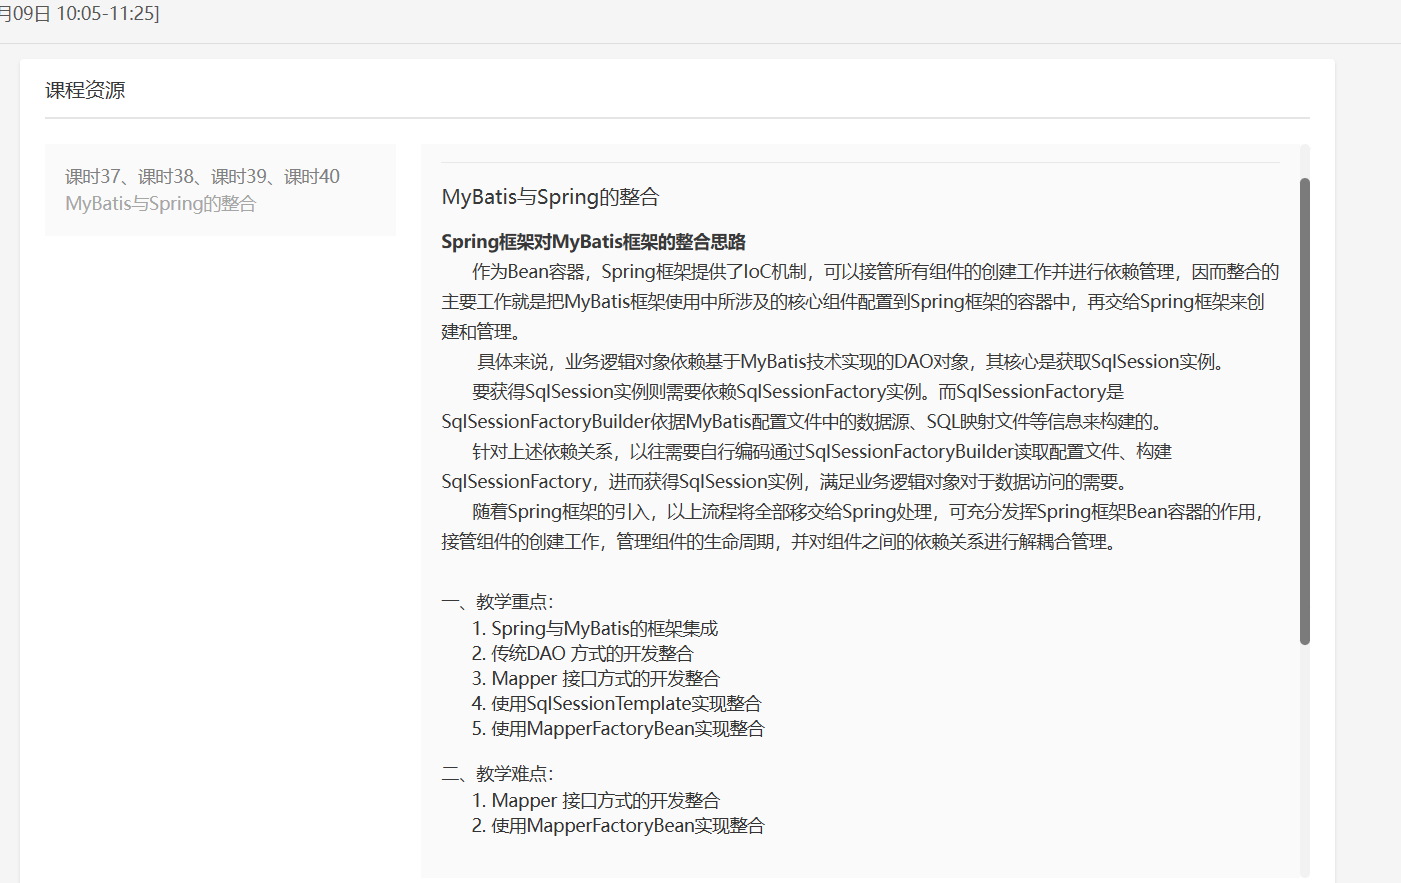 月09日 10:05-11:25]
课程资源
课时37、课时38、课时39、课时40
MyBatis与Spring的整合
MyBatis与Spring的整合
Spring框架对MyBatis框架的整合思路
作为Bean容器，Spring框架提供了IoC机制，可以接管所有组件的创建工作并进行依赖管理，因而整合的
主要工作就是把MyBatis框架使用中所涉及的核心组件配置到Spring框架的容器中，再交给Spring框架来创
建和管理。
具体来说，业务逻辑对象依赖基于MyBatis技术实现的DAO对象，其核心是获取SqlSession实例。
要获得SqlSession实例则需要依赖SqlSessionFactory实例。而SqlSessionFactory是
SqlSessionFactoryBuilder依据MyBatis配置文件中的数据源、SQL映射文件等信息来构建的。
针对上述依赖关系，以往需要自行编码通过SqlSessionFactoryBuilder读取配置文件、构建
SqlSessionFactory，进而获得SqlSession实例，满足业务逻辑对象对于数据访问的需要。
随着Spring框架的引入，以上流程将全部移交给Spring处理，可充分发挥Spring框架Bean容器的作用，
接管组件的创建工作，管理组件的生命周期，并对组件之间的依赖关系进行解耦合管理。
一、教学重点：
1. Spring与MyBatis的框架集成
2. 传统DAO 方式的开发整合
3. Mapper 接口方式的开发整合
4. 使用SqlSessionTemplate实现整合
5. 使用MapperFactoryBean实现整合
二、教学难点：
1. Mapper 接口方式的开发整合
2. 使用MapperFactoryBean实现整合